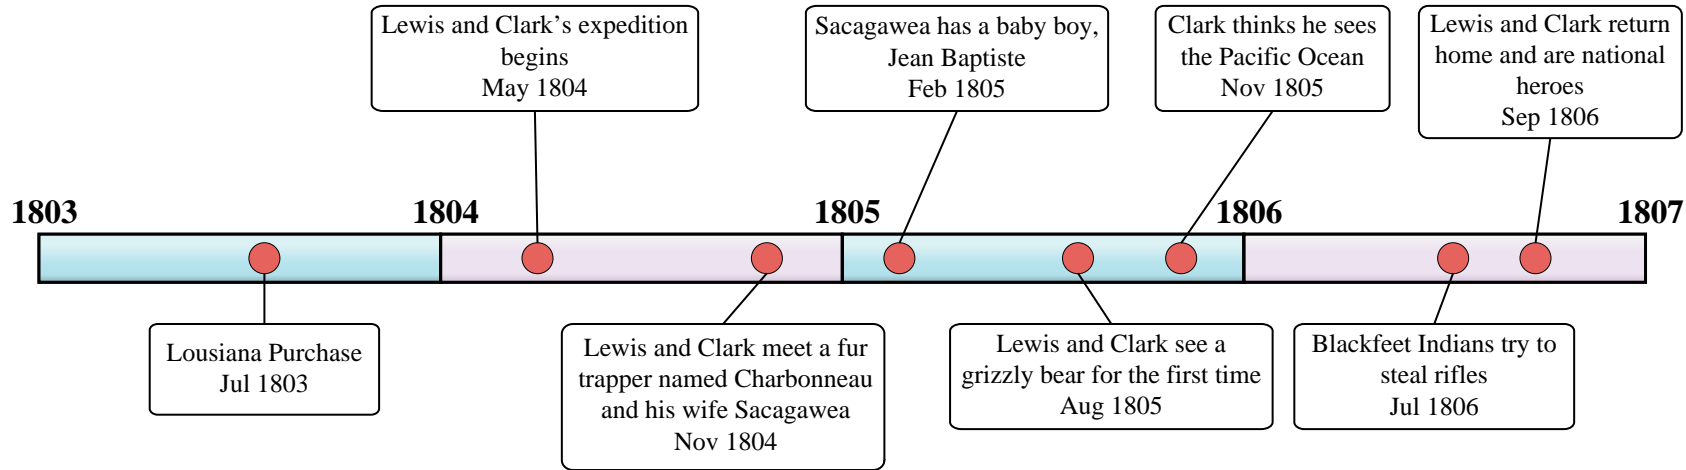 Lewis and Clark’s expedition
begins
May 1804
Sacagawea has a baby boy,
Jean Baptiste
Feb 1805
Clark thinks he sees
the Pacific Ocean
Nov 1805
Lewis and Clark return
home and are national
heroes
Sep 1806
1803
1804
1805
1806
1807
Lousiana Purchase
Jul 1803
Lewis and Clark meet a fur
trapper named Charbonneau
and his wife Sacagawea
Nov 1804
Lewis and Clark see a
grizzly bear for the first time
Aug 1805
Blackfeet Indians try to
steal rifles
Jul 1806